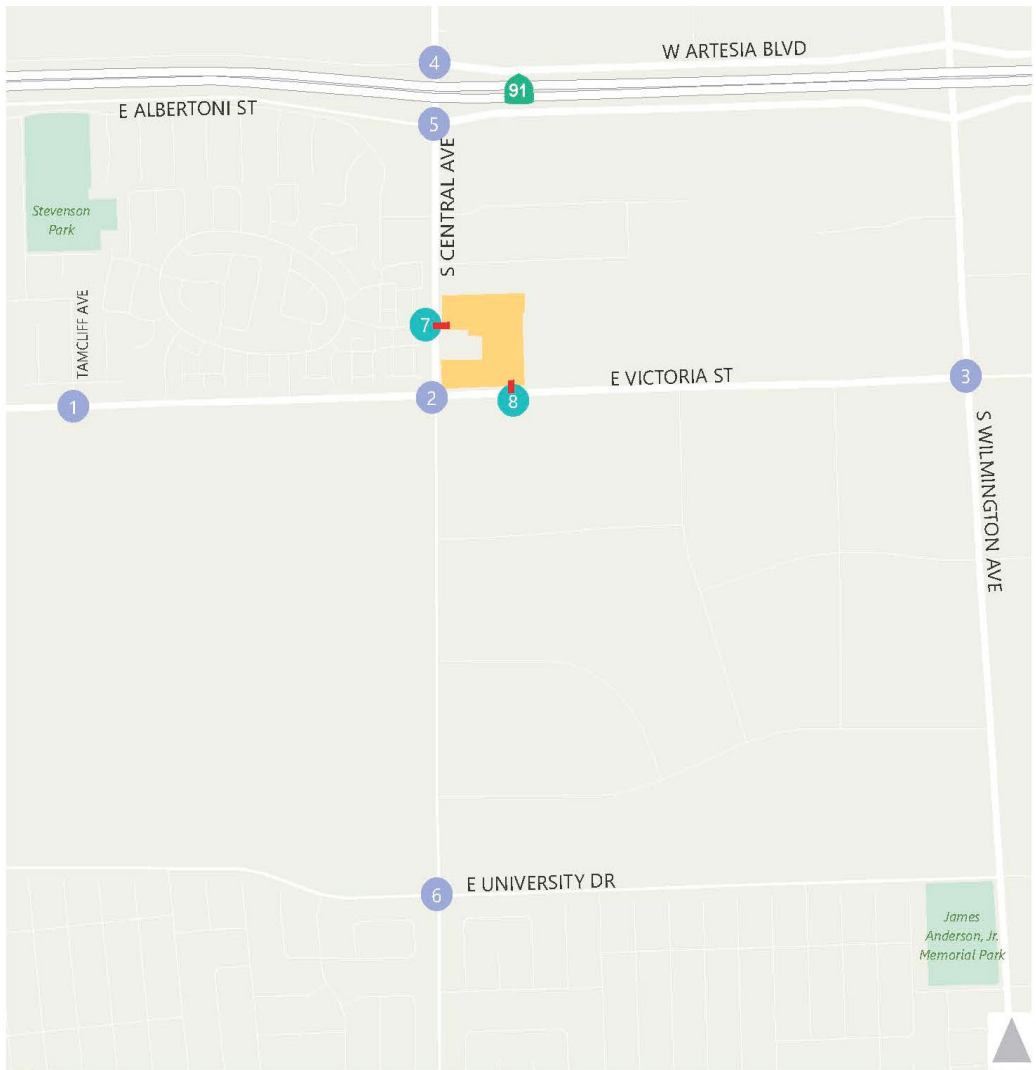 W ARTESIA BLVD
4
91
E ALBERTONI ST
5
S CENTRAL AVE
Stevenson
Park
TAMCLIFF AVE
7
E VICTORIA ST
3
1
2
8
S WILMINGTON AVE
E UNIVERSITY DR
6
James
Anderson, Jr.
Memorial Park